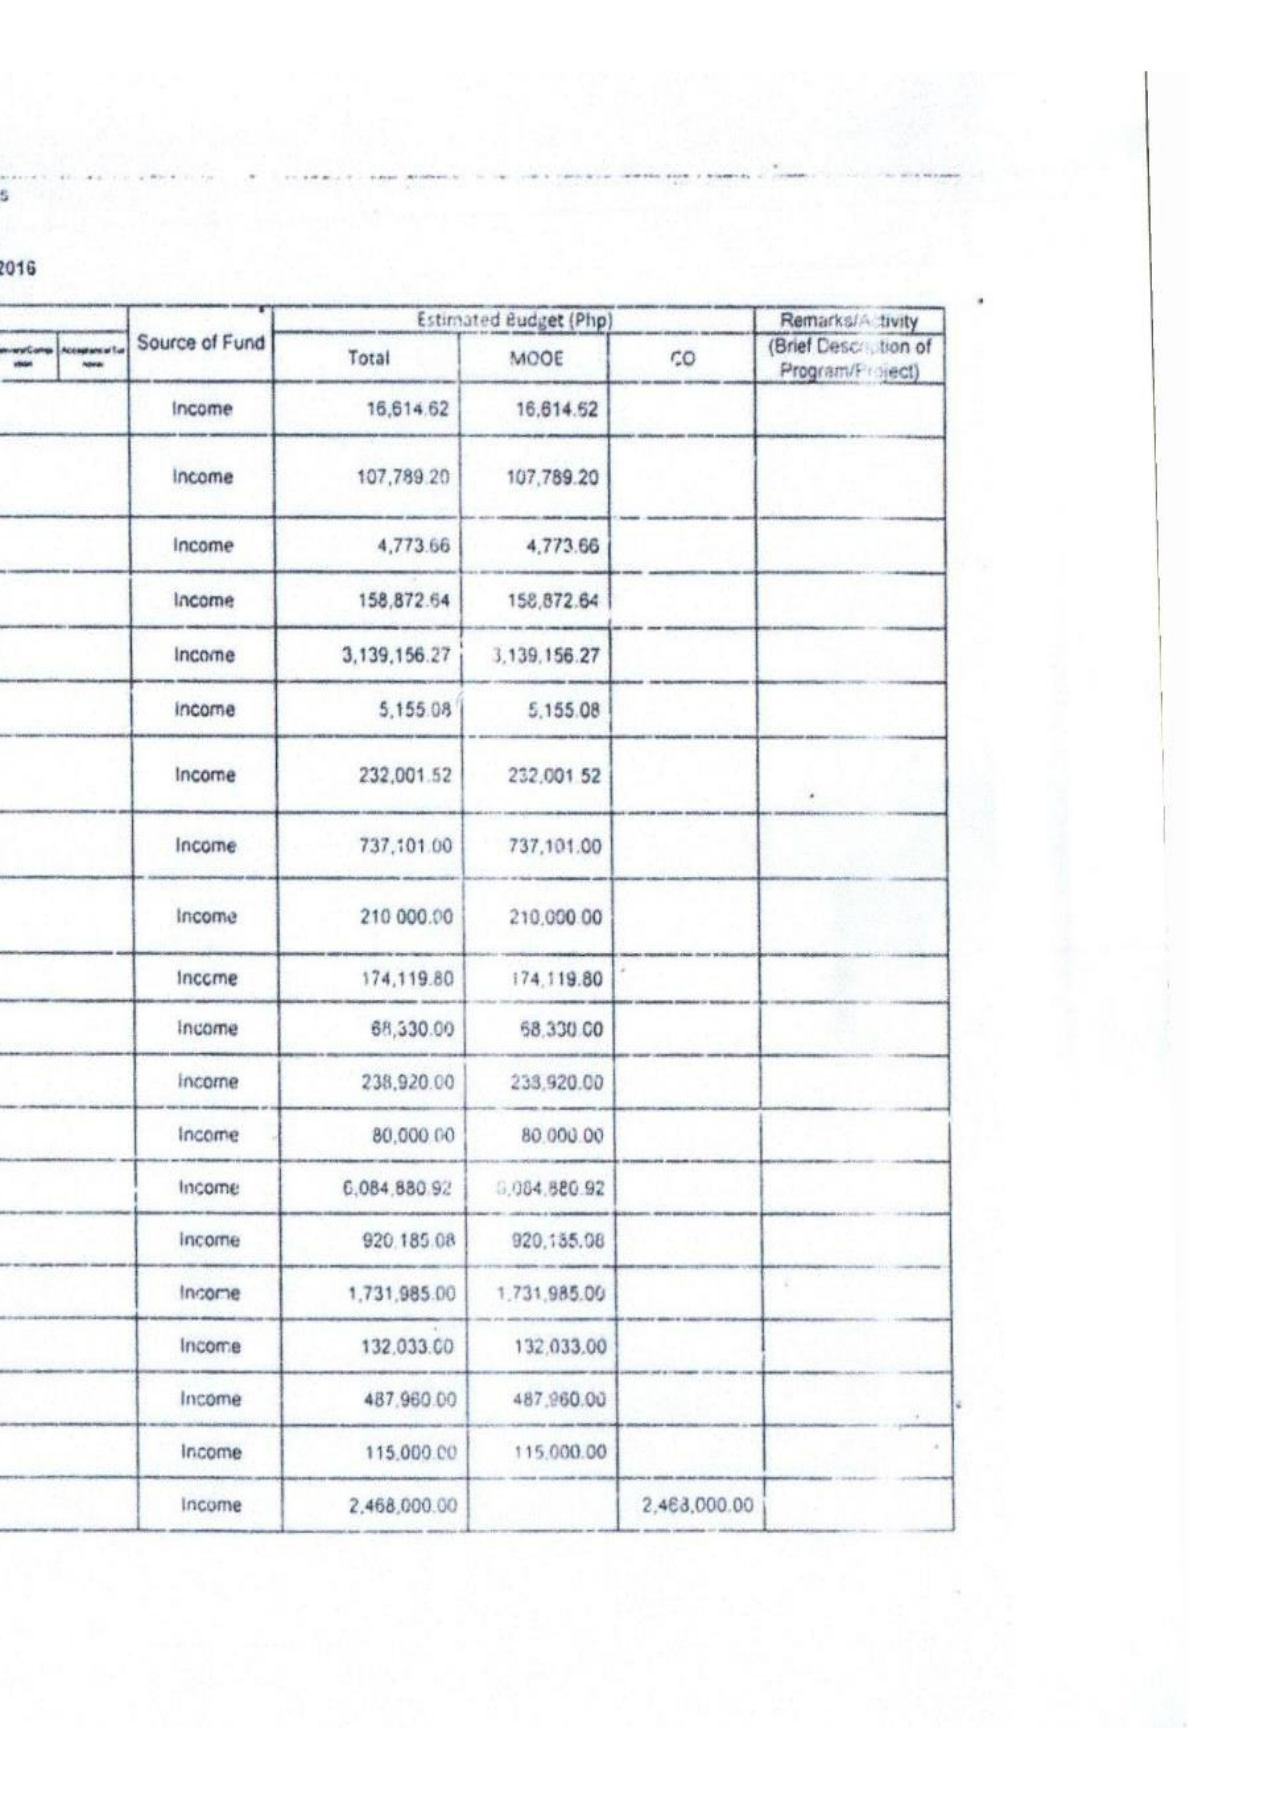 s
2016
Source of Fund Estimated Budget (Php) Remarks/Activity
Total MOOE CO (Brief Description of
Program/Project)
Income 16,614.62 16,614.62
Income 107,789.20 107,789.20
Income 4,773.66 4,773.66
Income 158,872.64 158,872.64
Income 3,139,156.27 3,139,156.27
Income 5,155.08 5,155.08
Income 232,001.52 232,001.52
Income 737,101.00 737,101.00
Income 210 000.00 210,000.00
Income 174,119.80 174,119.80
Income 68,330.00 68,330.00
Income 238,920.00 238,920.00
Income 80,000.00 80,000.00
Income 6,084,880.92 6,084,880.92
Income 920,185.08 920,185.08
Income 1,731,985.00 1,731,985.00
Income 132,033.00 132,033.00
Income 487,960.00 487,960.00
Income 115,000.00 115,000.00
Income 2,468,000.00 2,468,000.00